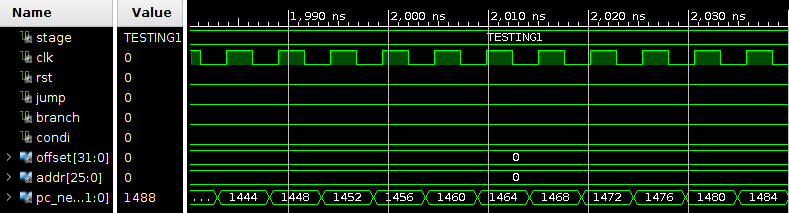 Name Value 1,990 ns 2,000 ns 2,010 ns 2,020 ns 2,030 ns
stage TESTING1 TESTING1
clk 0
rst 0
jump 0
branch 0
condi 0
offset[31:0] 0 0
addr[25:0] 0 0
pc_ne...1:0] 1488 ... 1444 1448 1452 1456 1460 1464 1468 1472 1476 1480 1484